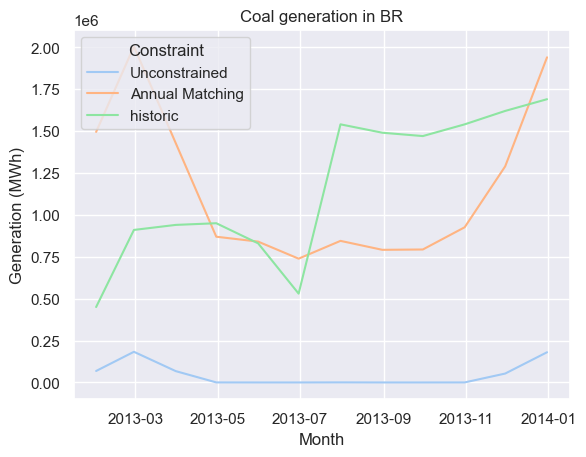 Coal generation in BR
1e6
Constraint
Unconstrained
Annual Matching
historic
2.00
1.75
1.50
1.25
1.00
0.75
0.50
0.25
0.00
Generation (MWh)
2013-03 2013-05 2013-07 2013-09 2013-11 2014-01
Month